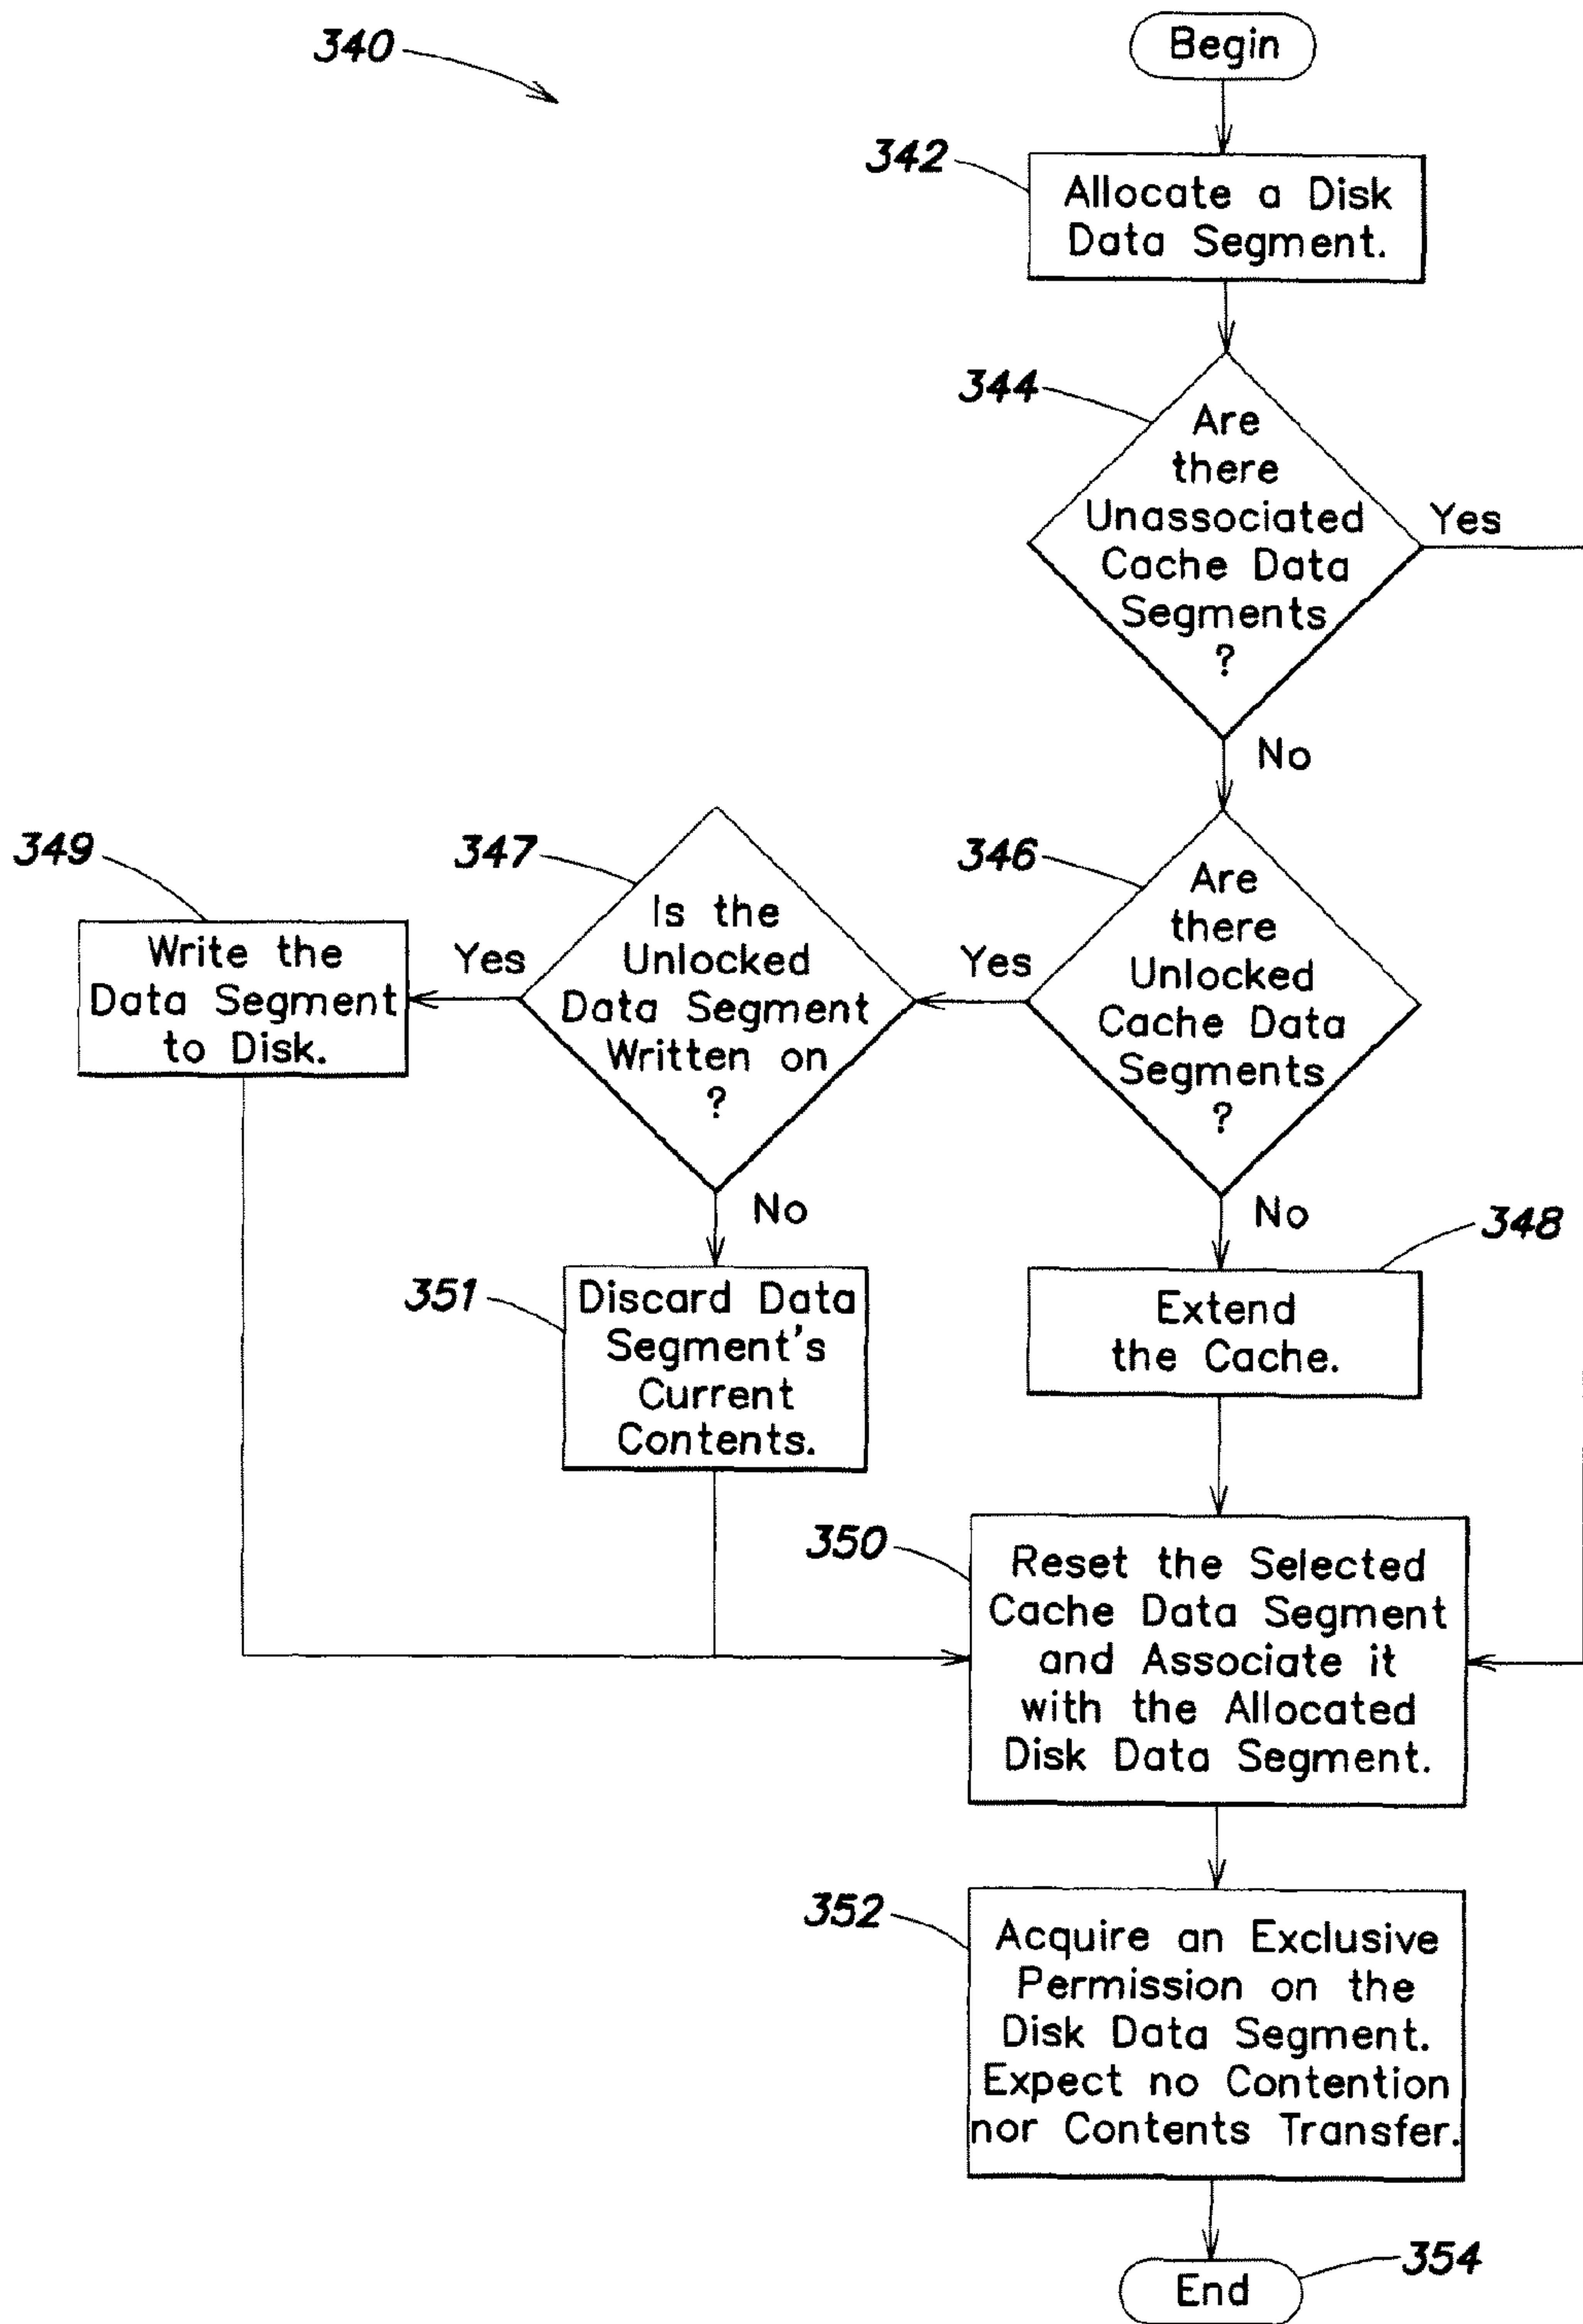 340
Begin
342
Allocate a Disk
Data Segment.
344
Are
there
Unassociated
Cache Data
Segments
?
Yes
No
346
Are
there
Unlocked
Cache Data
Segments
?
Yes
347
Is the
Unlocked
Data Segment
Written on
?
Yes
349
Write the
Data Segment
to Disk.
No
351
Discard Data
Segment's
Current
Contents.
No
348
Extend
the Cache.
350
Reset the Selected
Cache Data Segment
and Associate it
with the Allocated
Disk Data Segment.
352
Acquire an Exclusive
Permission on the
Disk Data Segment.
Expect no Contention
nor Contents Transfer.
354
End